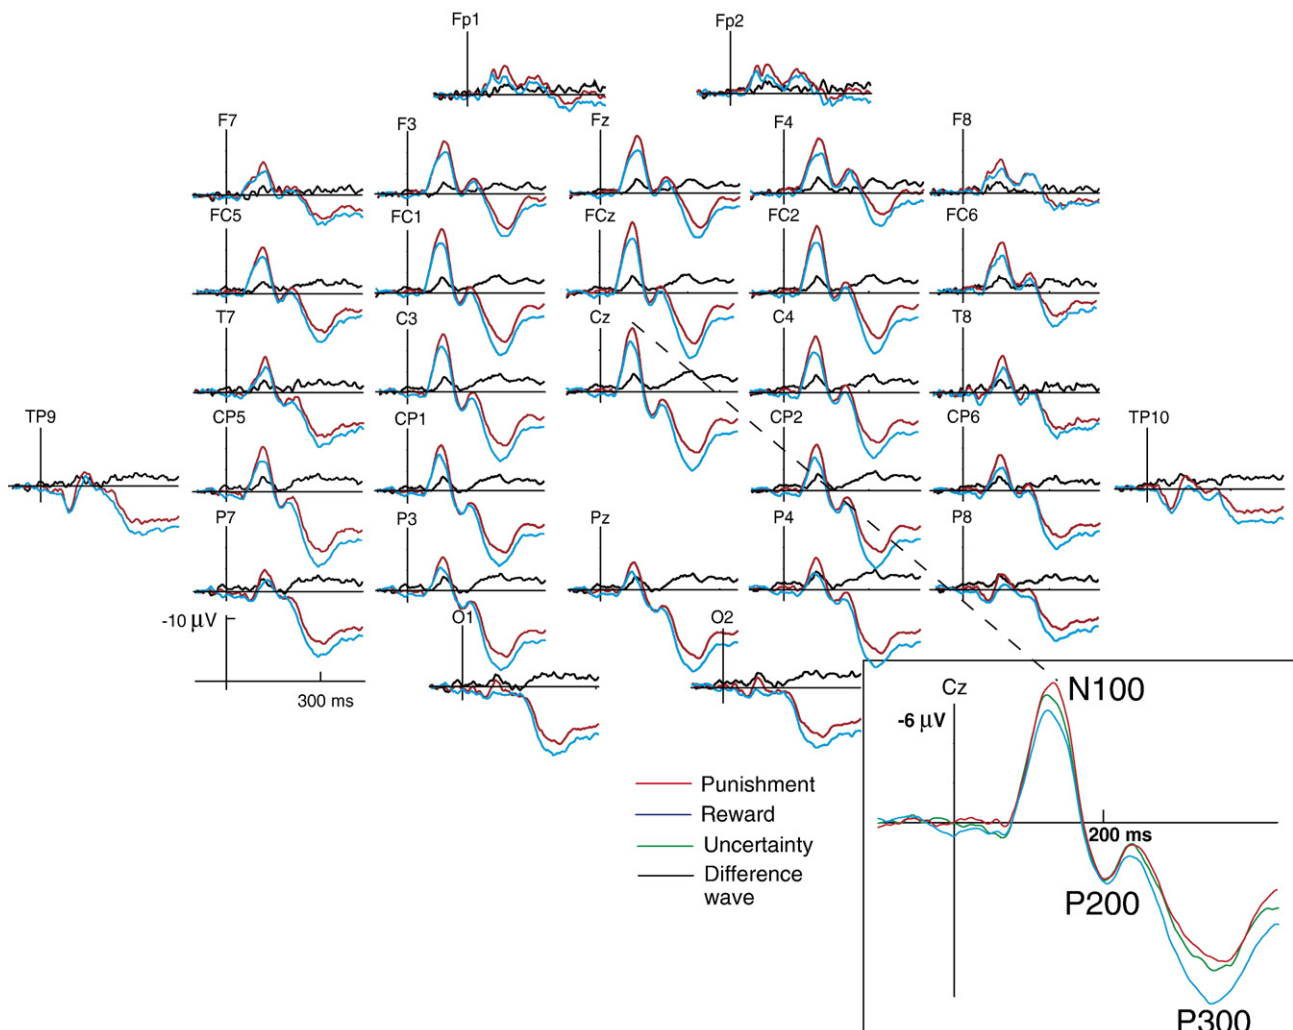 Fp1
Fp2
F7
F3
Fz
F4
F8
FC5
FC1
FCz
FC2
FC6
T7
C3
Cz
C4
T8
TP9
CP5
CP1
CP2
CP6
TP10
P7
P3
Pz
P4
P8
-10 µV
O1
O2
300 ms
Cz
N100
-6 µV
200 ms
P200
P300
Punishment
Reward
Uncertainty
Difference
wave